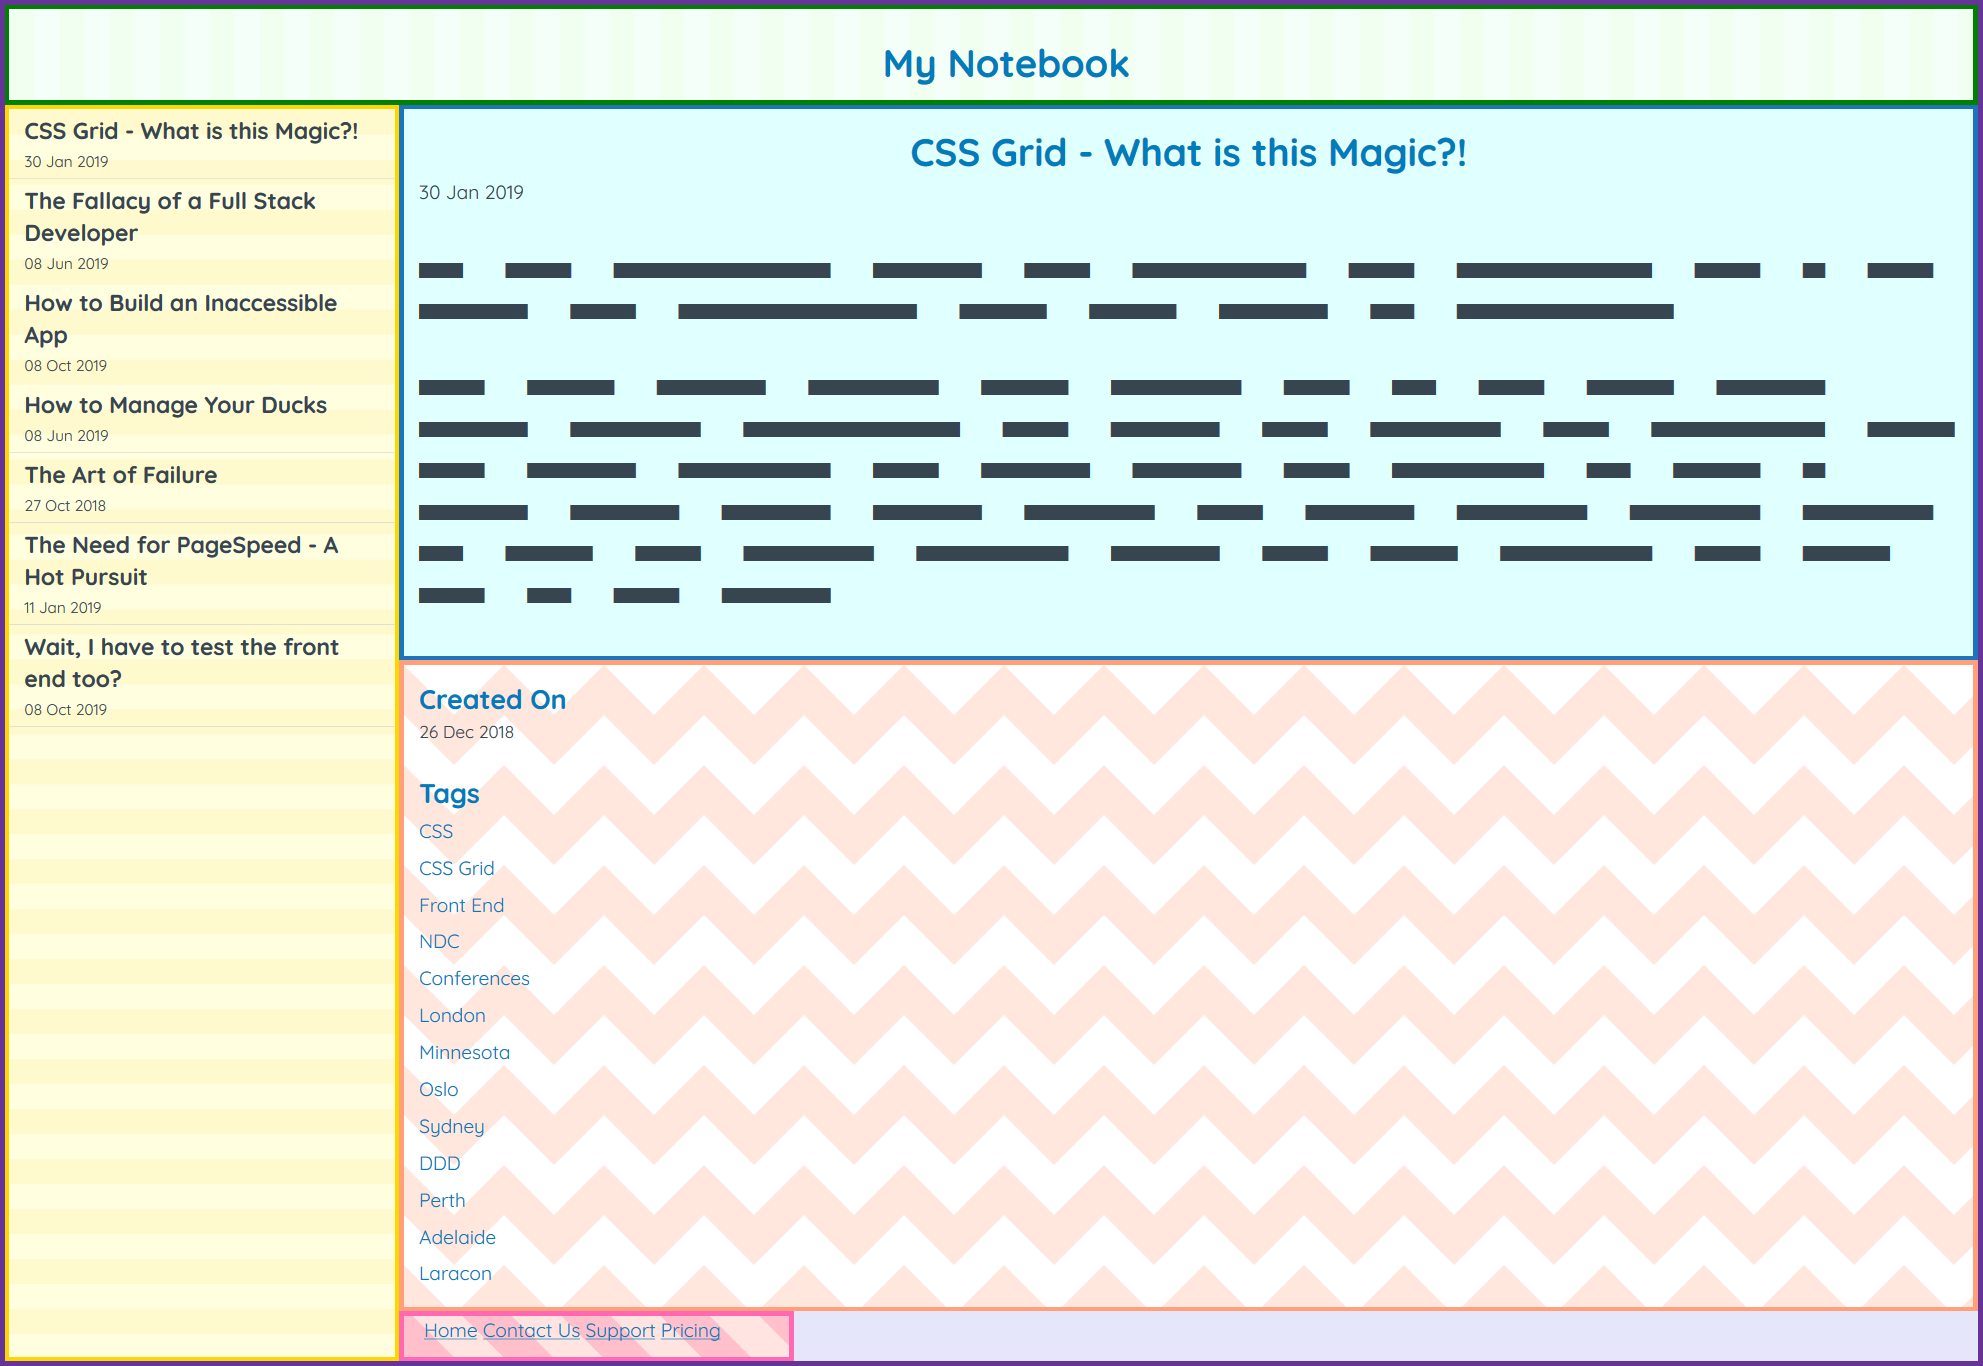 My Notebook
CSS Grid - What is this Magic?!
30 Jan 2019
The Fallacy of a Full Stack
Developer
08 Jun 2019
How to Build an Inaccessible
App
08 Oct 2019
How to Manage Your Ducks
08 Jun 2019
The Art of Failure
27 Oct 2018
The Need for PageSpeed - A
Hot Pursuit
11 Jan 2019
Wait, I have to test the front
end too?
08 Oct 2019
CSS Grid - What is this Magic?!
30 Jan 2019
Created On
26 Dec 2018
Tags
CSS
CSS Grid
Front End
NDC
Conferences
London
Minnesota
Oslo
Sydney
DDD
Perth
Adelaide
Laracon
Home Contact Us Support Pricing